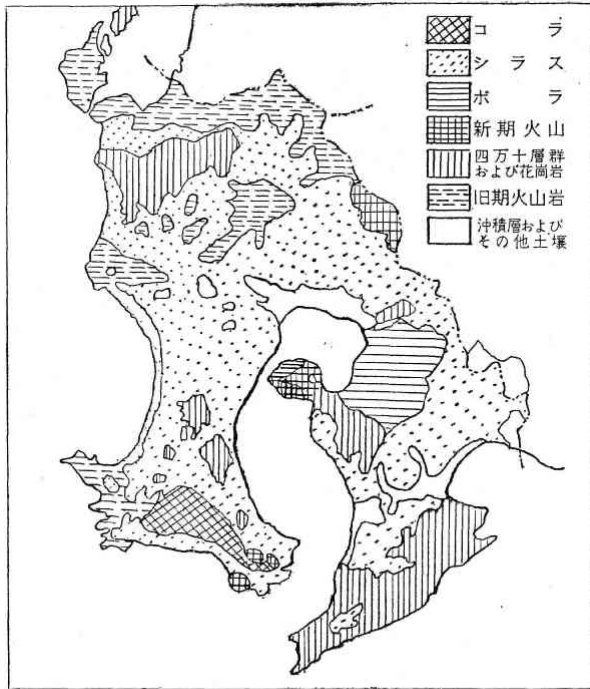 コラ
シラス
ボラ
新期火山
四万十層群
および花崗岩
旧期火山岩
沖積層および
その他土壌